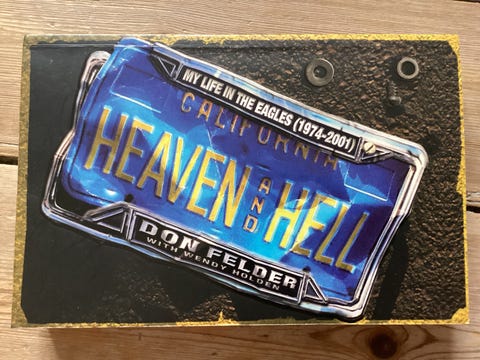 MY LIFE IN THE EAGLES (1974-2001)
CALIFORNIA
HEAVEN AND HELL
DON FELDER
WITH WENDY HOLDEN